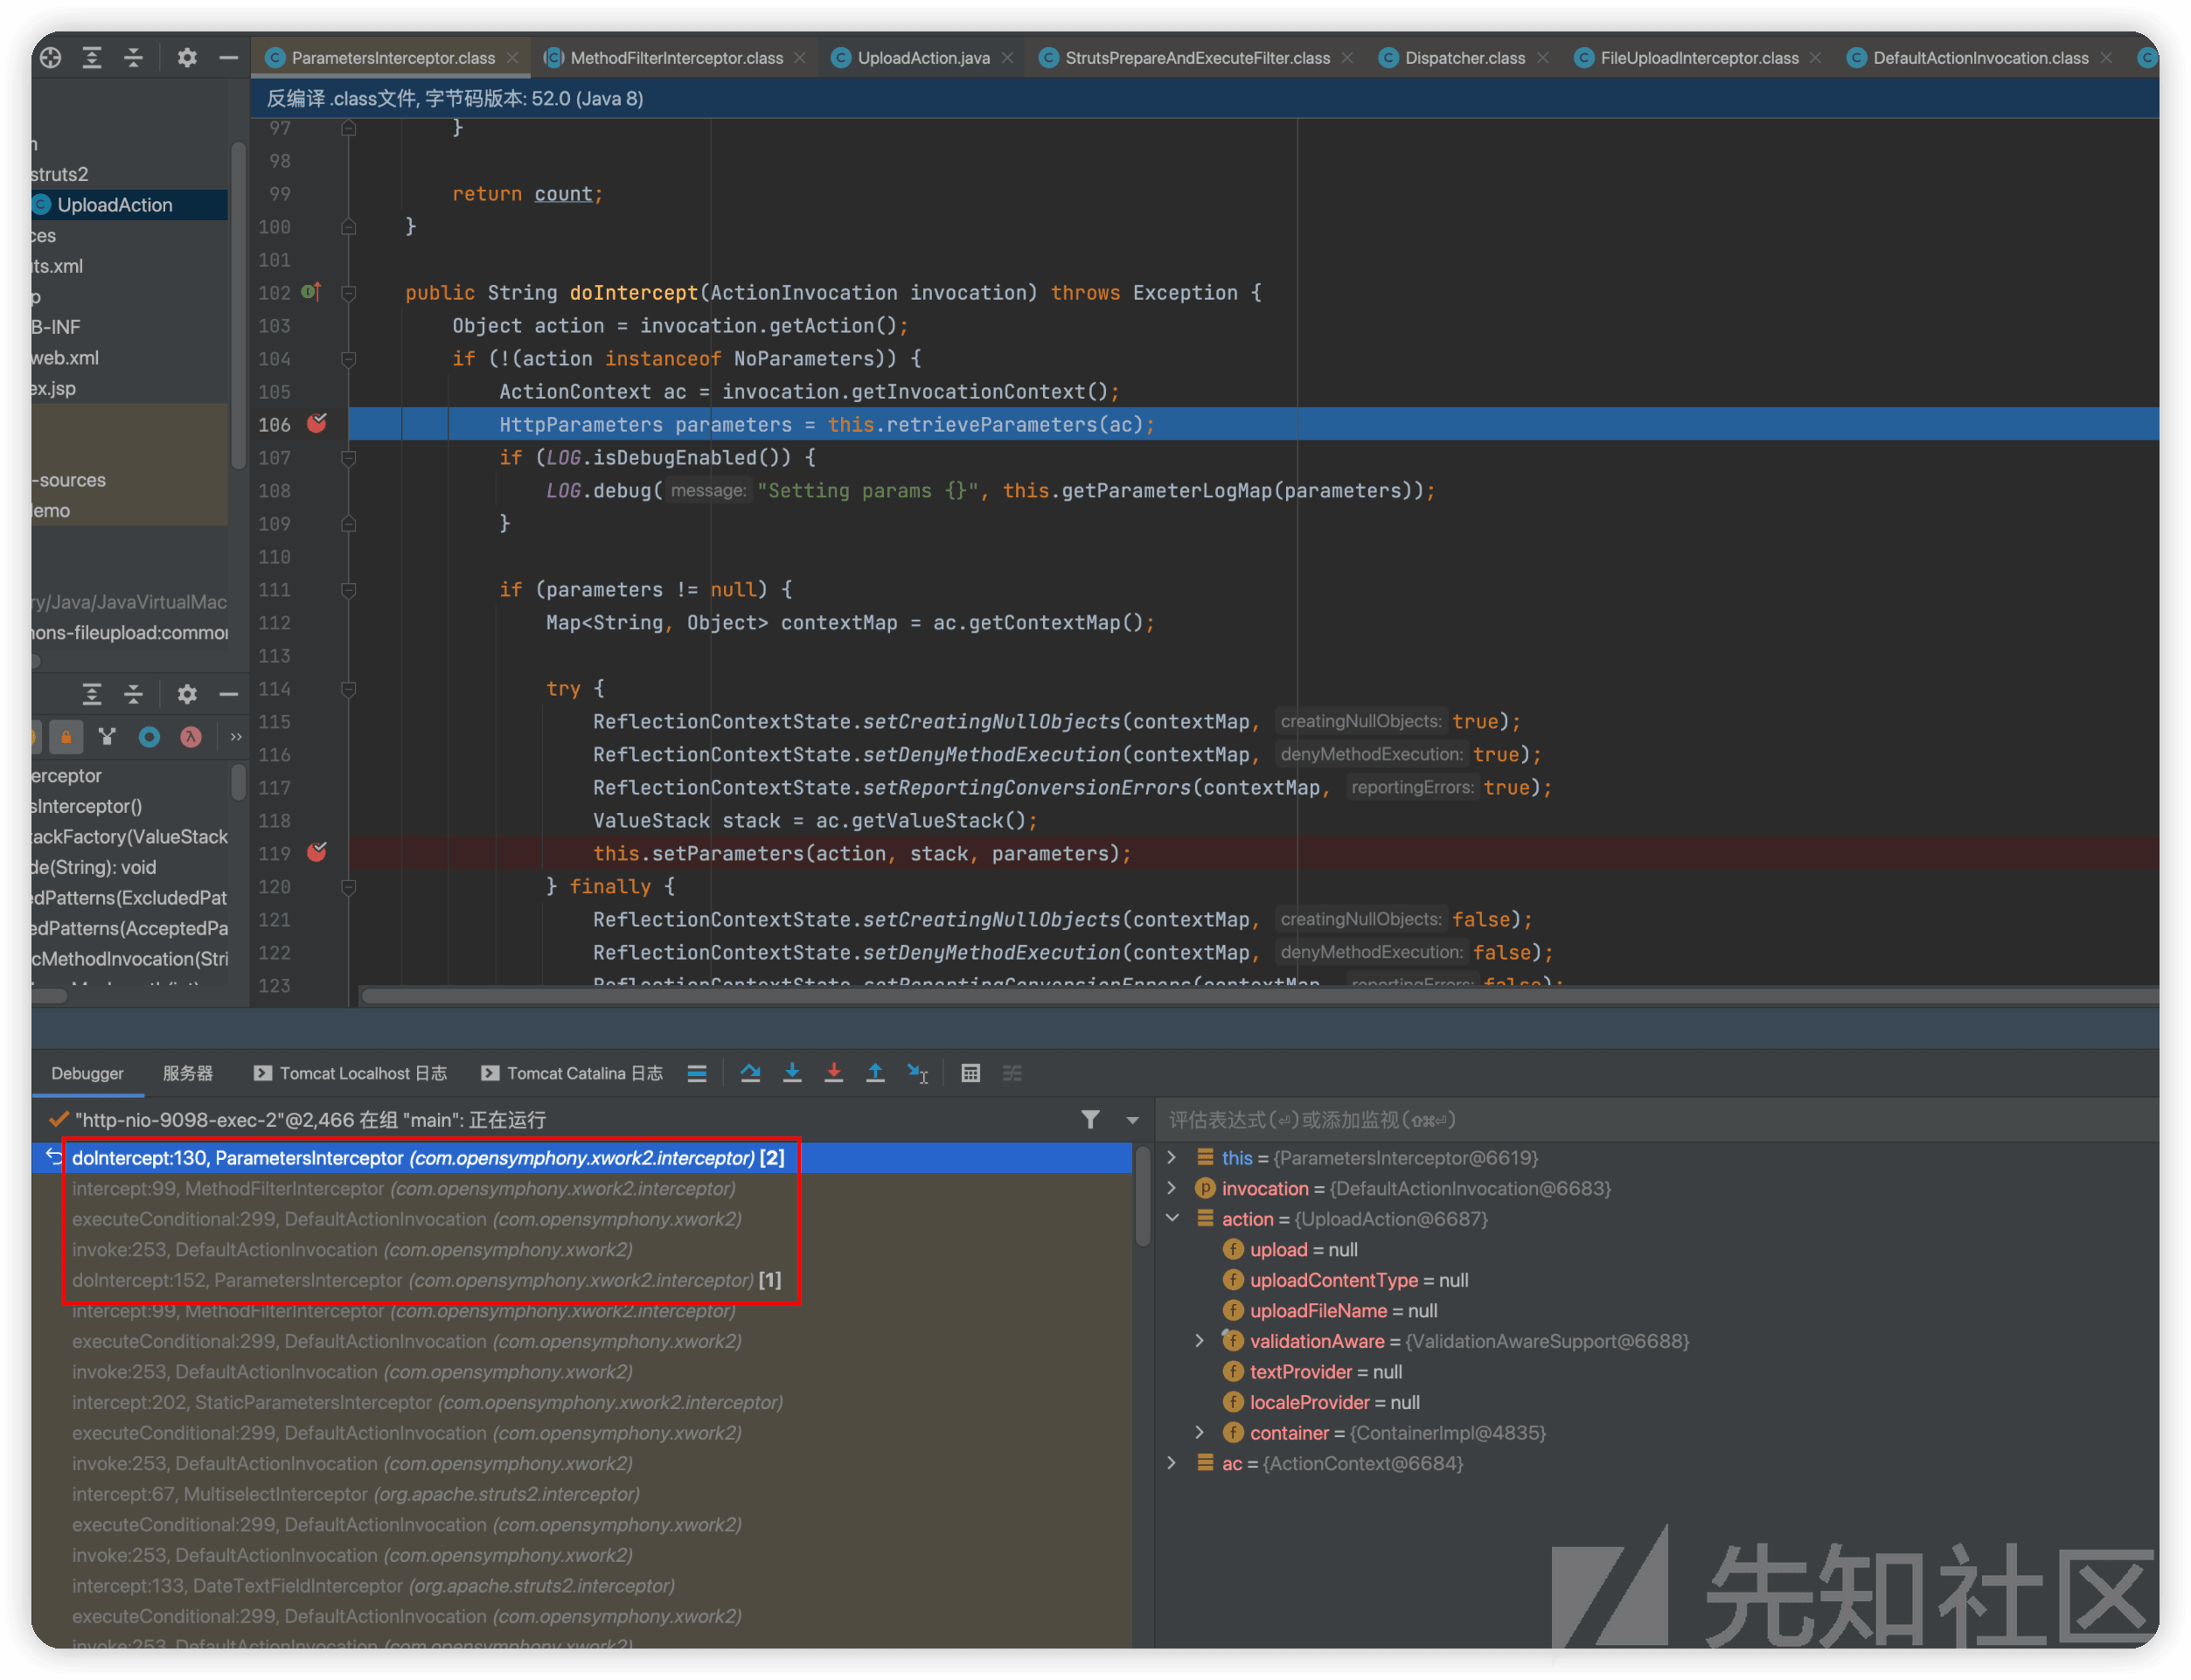 ParametersInterceptor.class MethodFilterInterceptor.class UploadAction.java StrutsPrepareAndExecuteFilter.class Dispatcher.class FileUploadInterceptor.class DefaultActionInvocation.class
反编译 .class文件, 字节码版本: 52.0 (Java 8)
struts2
UploadAction
ces
ts.xml
p
B-INF
web.xml
ex.jsp
-sources
lemo
ry/Java/JavaVirtualMac
ons-fileupload:common
erceptor
sInterceptor()
ackFactory(ValueStack
de(String): void
edPatterns(ExcludedPat
edPatterns(AcceptedPa
cMethodInvocation(Stri
97 }
98
99 return count;
100 }
101
102 public String doIntercept(ActionInvocation invocation) throws Exception {
103 Object action = invocation.getAction();
104 if (!(action instanceof NoParameters)) {
105 ActionContext ac = invocation.getInvocationContext();
106 HttpParameters parameters = this.retrieveParameters(ac);
107 if (LOG.isDebugEnabled()) {
108 LOG.debug( message: "Setting params {}", this.getParameterLogMap(parameters));
109 }
110
111 if (parameters != null) {
112 Map<String, Object> contextMap = ac.getContextMap();
113
114 try {
115 ReflectionContextState.setCreatingNullObjects(contextMap, creatingNullObjects: true);
116 ReflectionContextState.setDenyMethodExecution(contextMap, denyMethodExecution: true);
117 ReflectionContextState.setReportingConversionErrors(contextMap, reportingErrors: true);
118 ValueStack stack = ac.getValueStack();
119 this.setParameters(action, stack, parameters);
120 } finally {
121 ReflectionContextState.setCreatingNullObjects(contextMap, creatingNullObjects: false);
122 ReflectionContextState.setDenyMethodExecution(contextMap, denyMethodExecution: false);
123 ReflectionContextState.setReportingConversionErrors(contextMap, reportingErrors: false);
Debugger 服务器 Tomcat Localhost 日志 Tomcat Catalina 日志
"http-nio-9098-exec-2"@2,466 在组 "main": 正在运行
doIntercept:130, ParametersInterceptor (com.opensymphony.xwork2.interceptor) [2]
intercept:99, MethodFilterInterceptor (com.opensymphony.xwork2.interceptor)
executeConditional:299, DefaultActionInvocation (com.opensymphony.xwork2)
invoke:253, DefaultActionInvocation (com.opensymphony.xwork2)
doIntercept:152, ParametersInterceptor (com.opensymphony.xwork2.interceptor) [1]
intercept:99, MethodFilterInterceptor (com.opensymphony.xwork2.interceptor)
executeConditional:299, DefaultActionInvocation (com.opensymphony.xwork2)
invoke:253, DefaultActionInvocation (com.opensymphony.xwork2)
intercept:202, StaticParametersInterceptor (com.opensymphony.xwork2.interceptor)
executeConditional:299, DefaultActionInvocation (com.opensymphony.xwork2)
invoke:253, DefaultActionInvocation (com.opensymphony.xwork2)
intercept:67, MultiselectInterceptor (org.apache.struts2.interceptor)
executeConditional:299, DefaultActionInvocation (com.opensymphony.xwork2)
invoke:253, DefaultActionInvocation (com.opensymphony.xwork2)
intercept:133, DateTextFieldInterceptor (org.apache.struts2.interceptor)
executeConditional:299, DefaultActionInvocation (com.opensymphony.xwork2)
invoke:253, DefaultActionInvocation (com.opensymphony.xwork2)
评估表达式(⏎)或添加监视(⇧⌘⏎)
this = {ParametersInterceptor@6619}
invocation = {DefaultActionInvocation@6683}
action = {UploadAction@6687}
upload = null
uploadContentType = null
uploadFileName = null
validationAware = {ValidationAwareSupport@6688}
textProvider = null
localeProvider = null
container = {ContainerImpl@4835}
ac = {ActionContext@6684}
先知社区